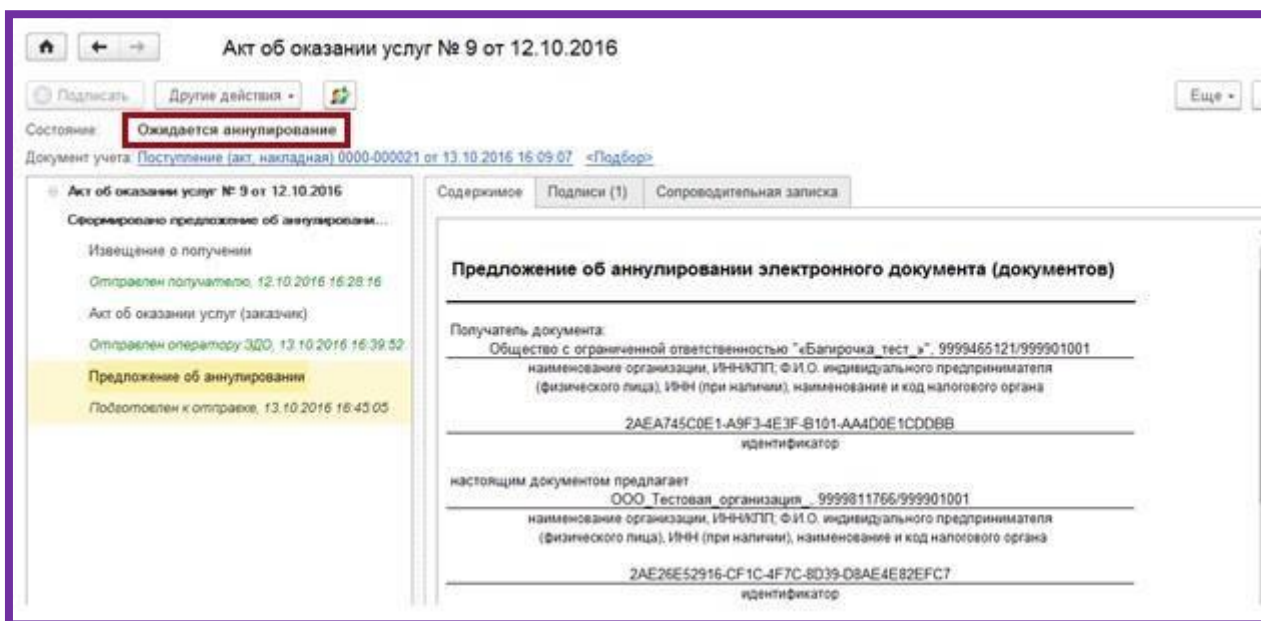 Акт об оказании услуг № 9 от 12.10.2016
Подписать
Другие действия
Еще
Состояние:
Ожидается аннулирование
Документ учета: Поступление (акт, накладная) 0000-000021 от 13.10.2016 16:09:07 <Подбор>
Акт об оказании услуг № 9 от 12.10.2016
Сформировано предложение об аннулировани...
Извещение о получении
Отправлен получателю, 12.10.2016 16:28:16
Акт об оказании услуг (заказчик)
Отправлен оператору ЭДО, 13.10.2016 16:39:52
Предложение об аннулировании
Подготовлен к отправке, 13.10.2016 16:45:05
Содержимое
Подписи (1)
Сопроводительная записка
Предложение об аннулировании электронного документа (документов)
Получатель документа:
Общество с ограниченной ответственностью "«Бапирочка_тест_»", 9999465121/999901001
наименование организации, ИНН/КПП; Ф.И.О. индивидуального предпринимателя
(физического лица), ИНН (при наличии), наименование и код налогового органа
2AEA745C0E1-A9F3-4E3F-B101-AA4D0E1CDDBB
идентификатор
настоящим документом предлагает
ООО_Тестовая_организация_, 9999811766/999901001
наименование организации, ИНН/КПП; Ф.И.О. индивидуального предпринимателя
(физического лица), ИНН (при наличии), наименование и код налогового органа
2AE26E52916-CF1C-4F7C-8D39-D8AE4E82EFC7
идентификатор